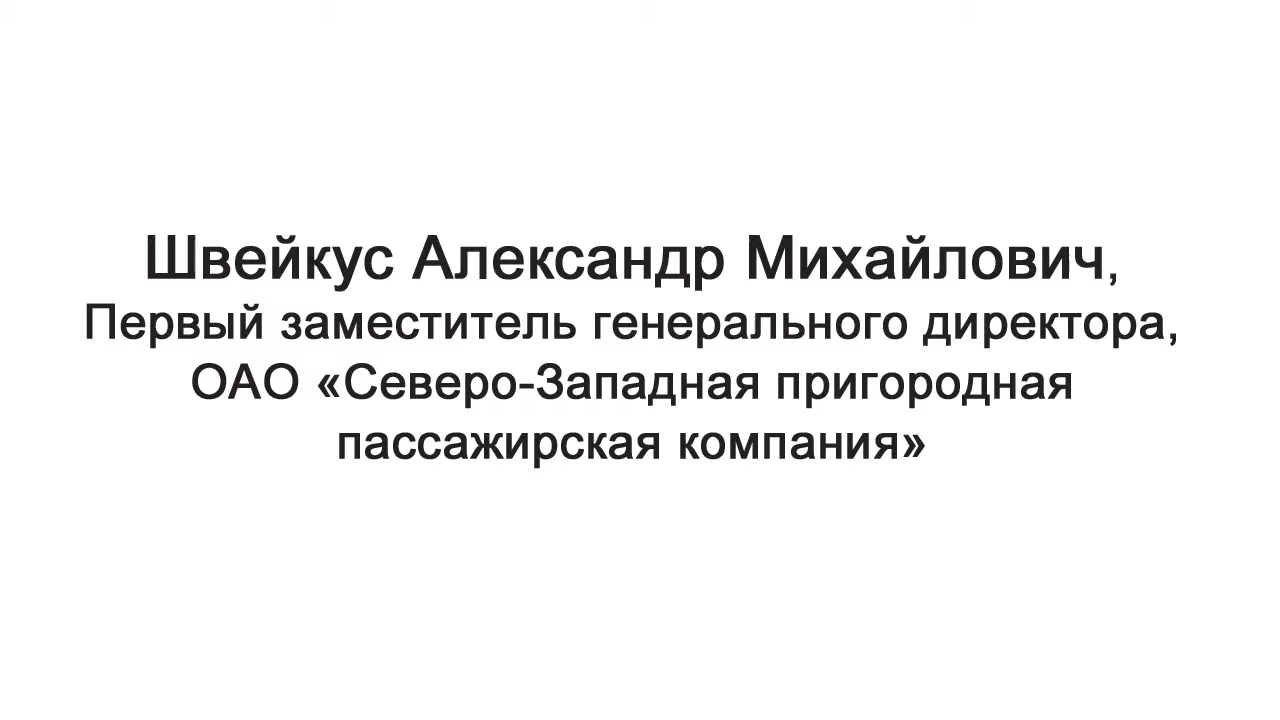 Швейкус Александр Михайлович,
Первый заместитель генерального директора,
ОАО «Северо-Западная пригородная
пассажирская компания»